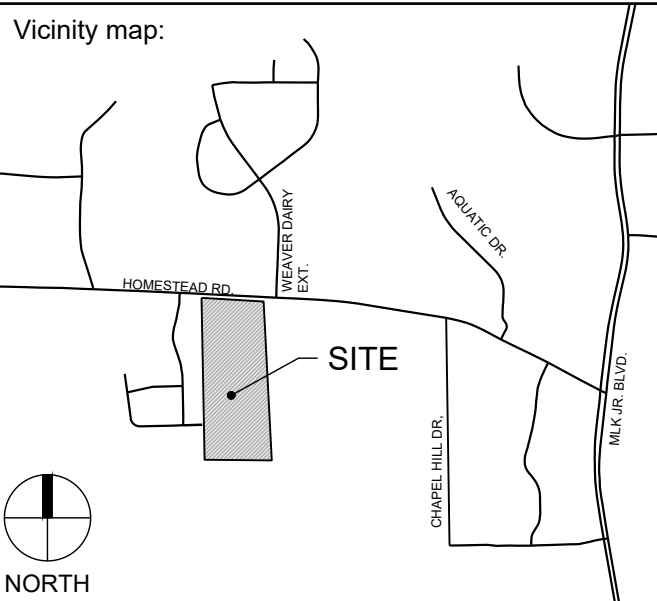 Vicinity map:
WEAVER DAIRY
EXT.
AQUATIC DR.
HOMESTEAD RD.
SITE
MLK JR. BLVD.
CHAPEL HILL DR,
NORTH